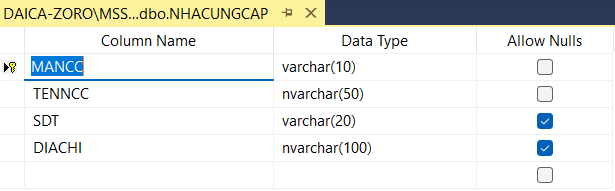 DAICA-ZORO\MSS...dbo.NHACUNGCAP
Column Name Data Type Allow Nulls
MANCC varchar(10)
TENNCC nvarchar(50)
SDT varchar(20)
DIACHI nvarchar(100)